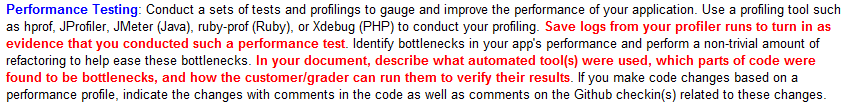 Performance Testing: Conduct a sets of tests and profilings to gauge and improve the performance of your application. Use a profiling tool such
as hprof, JProfiler, JMeter (Java), ruby-prof (Ruby), or Xdebug (PHP) to conduct your profiling. Save logs from your profiler runs to turn in as
evidence that you conducted such a performance test. Identify bottlenecks in your app's performance and perform a non-trivial amount of
refactoring to help ease these bottlenecks. In your document, describe what automated tool(s) were used, which parts of code were
found to be bottlenecks, and how the customer/grader can run them to verify their results. If you make code changes based on a
performance profile, indicate the changes with comments in the code as well as comments on the Github checkin(s) related to these changes.